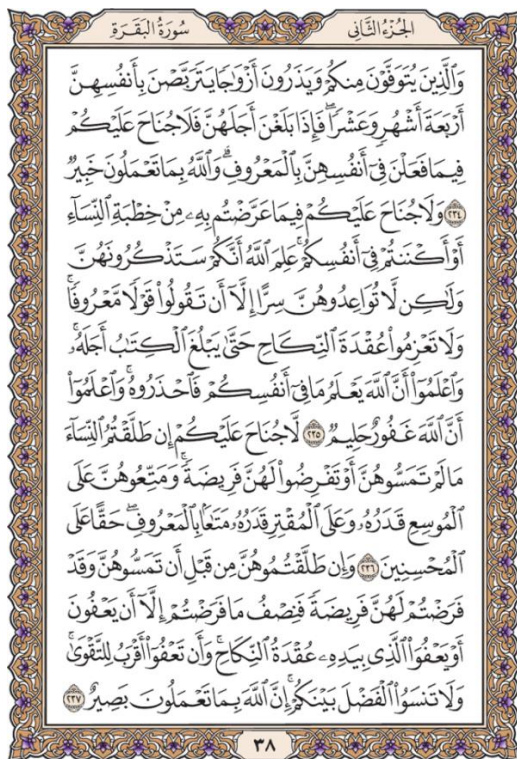 سُورَةُ البَقَرَةِ
الجُزْءُ الثَّانِي
وَٱلَّذِينَ يُتَوَفَّوْنَ مِنكُمْ وَيَذَرُونَ أَزْوَٰجًا يَتَرَبَّصْنَ بِأَنفُسِهِنَّ
أَرْبَعَةَ أَشْهُرٍ وَعَشْرًاۖ فَإِذَا بَلَغْنَ أَجَلَهُنَّ فَلَا جُنَاحَ عَلَيْكُمْ
فِيمَا فَعَلْنَ فِىٓ أَنفُسِهِنَّ بِٱلْمَعْرُوفِۗ وَٱللَّهُ بِمَا تَعْمَلُونَ خَبِيرٌ
٢٣٤ وَلَا جُنَاحَ عَلَيْكُمْ فِيمَا عَرَّضْتُم بِهِۦ مِنْ خِطْبَةِ ٱلنِّسَآءِ
أَوْ أَكْنَنتُمْ فِىٓ أَنفُسِكُمْۚ عَلِمَ ٱللَّهُ أَنَّكُمْ سَتَذْكُرُونَهُنَّ
وَلَٰكِن لَّا تُوَاعِدُوهُنَّ سِرًّا إِلَّآ أَن تَقُولُوا۟ قَوْلًا مَّعْرُوفًاۚ
وَلَا تَعْزِمُوا۟ عُقْدَةَ ٱلنِّكَاحِ حَتَّىٰ يَبْلُغَ ٱلْكِتَٰبُ أَجَلَهُۥۚ
وَٱعْلَمُوٓا۟ أَنَّ ٱللَّهَ يَعْلَمُ مَا فِىٓ أَنفُسِكُمْ فَٱحْذَرُوهُۚ وَٱعْلَمُوٓا۟
أَنَّ ٱللَّهَ غَفُورٌ حَلِيمٌ ٢٣٥ لَّا جُنَاحَ عَلَيْكُمْ إِن طَلَّقْتُمُ ٱلنِّسَآءَ
مَا لَمْ تَمَسُّوهُنَّ أَوْ تَفْرِضُوا۟ لَهُنَّ فَرِيضَةًۚ وَمَتِّعُوهُنَّ عَلَى
ٱلْمُوسِعِ قَدَرُهُۥ وَعَلَى ٱلْمُقْتِرِ قَدَرُهُۥ مَتَٰعًۢا بِٱلْمَعْرُوفِۖ حَقًّا عَلَى
ٱلْمُحْسِنِينَ ٢٣٦ وَإِن طَلَّقْتُمُوهُنَّ مِن قَبْلِ أَن تَمَسُّوهُنَّ وَقَدْ
فَرَضْتُمْ لَهُنَّ فَرِيضَةً فَنِصْفُ مَا فَرَضْتُمْ إِلَّآ أَن يَعْفُونَ
أَوْ يَعْفُوَا۟ ٱلَّذِى بِيَدِهِۦ عُقْدَةُ ٱلنِّكَاحِۚ وَأَن تَعْفُوٓا۟ أَقْرَبُ لِلتَّقْوَىٰۚ
وَلَا تَنسَوُا۟ ٱلْفَضْلَ بَيْنَكُمْۚ إِنَّ ٱللَّهَ بِمَا تَعْمَلُونَ بَصِيرٌ ٢٣٧
٣٨